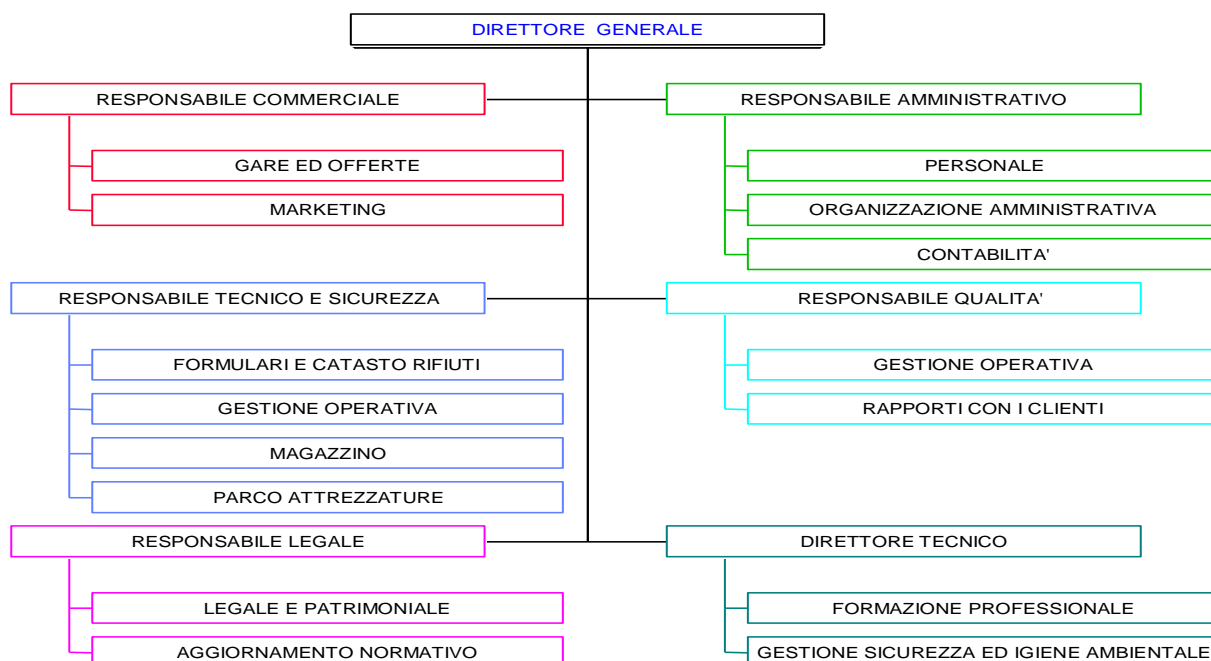 DIRETTORE GENERALE
RESPONSABILE COMMERCIALE
GARE ED OFFERTE
MARKETING
RESPONSABILE AMMINISTRATIVO
PERSONALE
ORGANIZZAZIONE AMMINISTRATIVA
CONTABILITA'
RESPONSABILE TECNICO E SICUREZZA
FORMULARI E CATASTO RIFIUTI
GESTIONE OPERATIVA
MAGAZZINO
PARCO ATTREZZATURE
RESPONSABILE QUALITA'
GESTIONE OPERATIVA
RAPPORTI CON I CLIENTI
RESPONSABILE LEGALE
LEGALE E PATRIMONIALE
AGGIORNAMENTO NORMATIVO
DIRETTORE TECNICO
FORMAZIONE PROFESSIONALE
GESTIONE SICUREZZA ED IGIENE AMBIENTALE